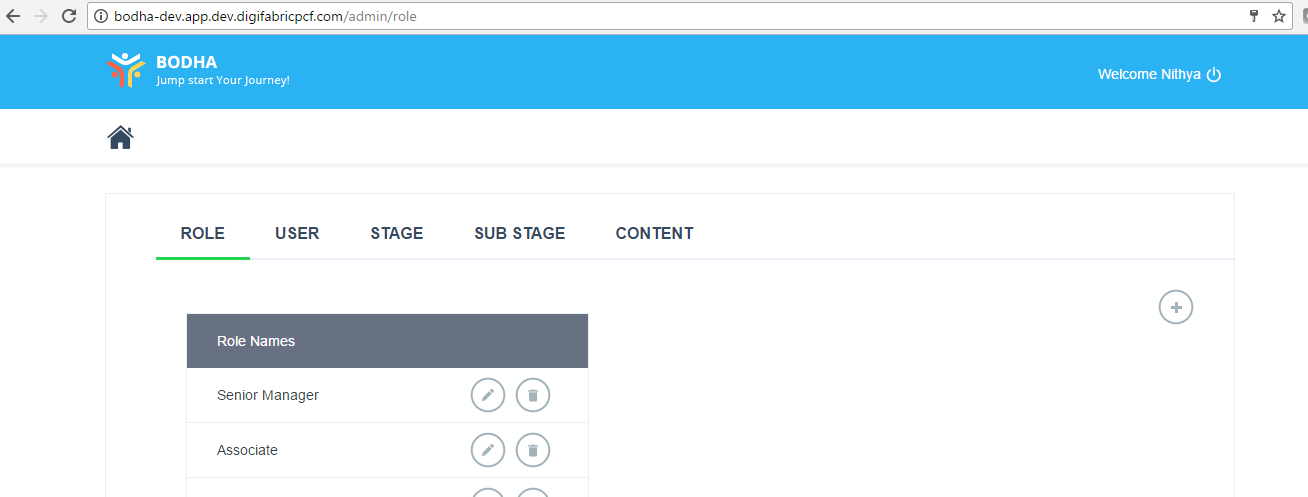 bodha-dev.app.dev.digifabricpcf.com/admin/role
BODHA
Jump start Your Journey!
Welcome Nithya
ROLE USER STAGE SUB STAGE CONTENT
Role Names
Senior Manager
Associate